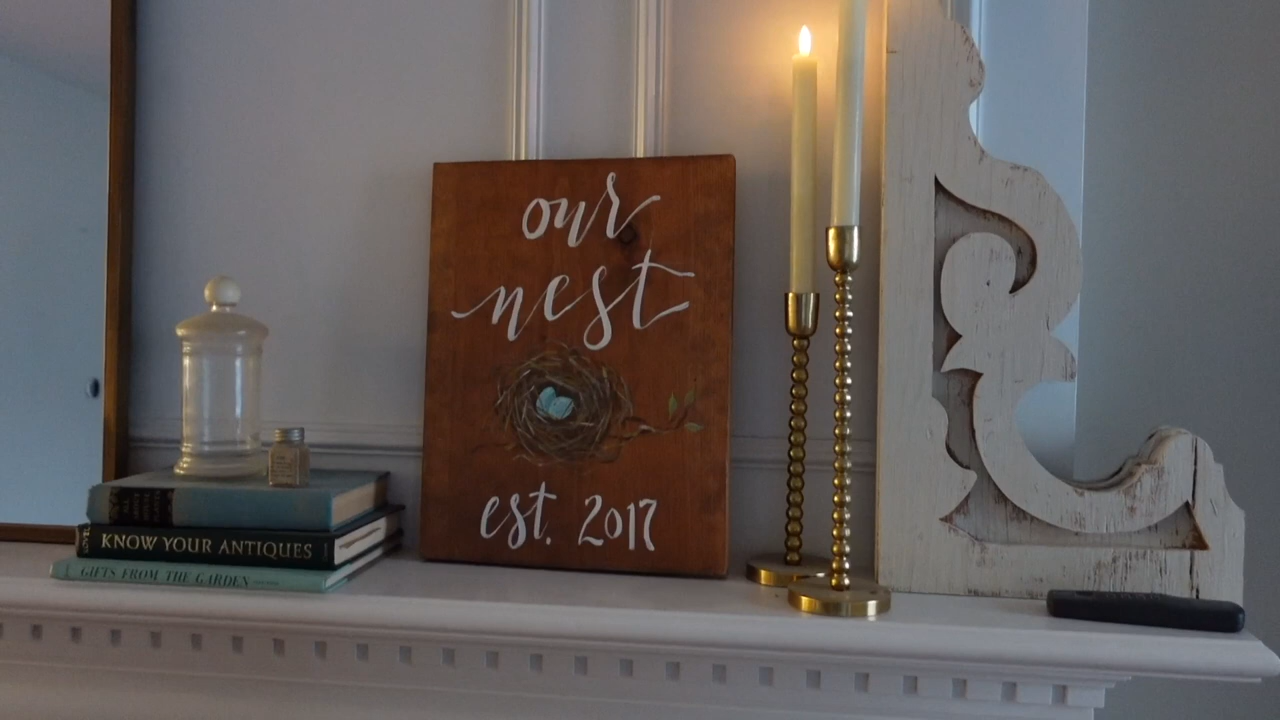 our
nest
est. 2017
KNOW YOUR ANTIQUES
GIFTS FROM THE GARDEN